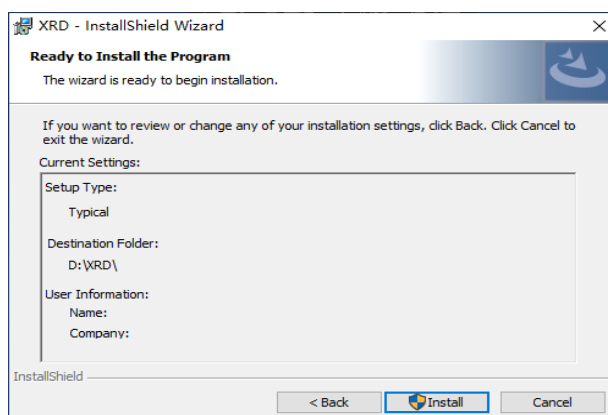 XRD - InstallShield Wizard
Ready to Install the Program
The wizard is ready to begin installation.
If you want to review or change any of your installation settings, click Back. Click Cancel to
exit the wizard.
Current Settings:
Setup Type:
Typical
Destination Folder:
D:\XRD\
User Information:
Name:
Company:
InstallShield
< Back
Install
Cancel